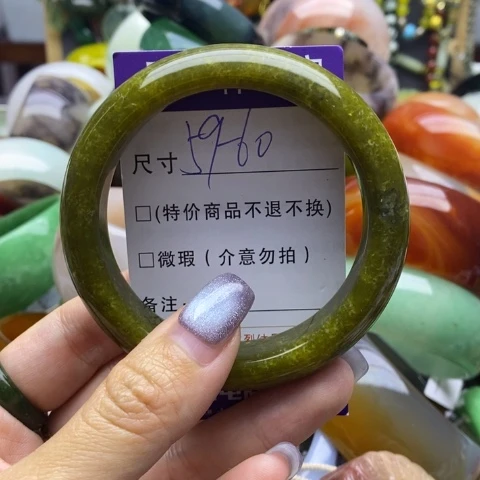 尺寸 59-60
□(特价商品不退不换)
□微瑕(介意勿拍)
备注: